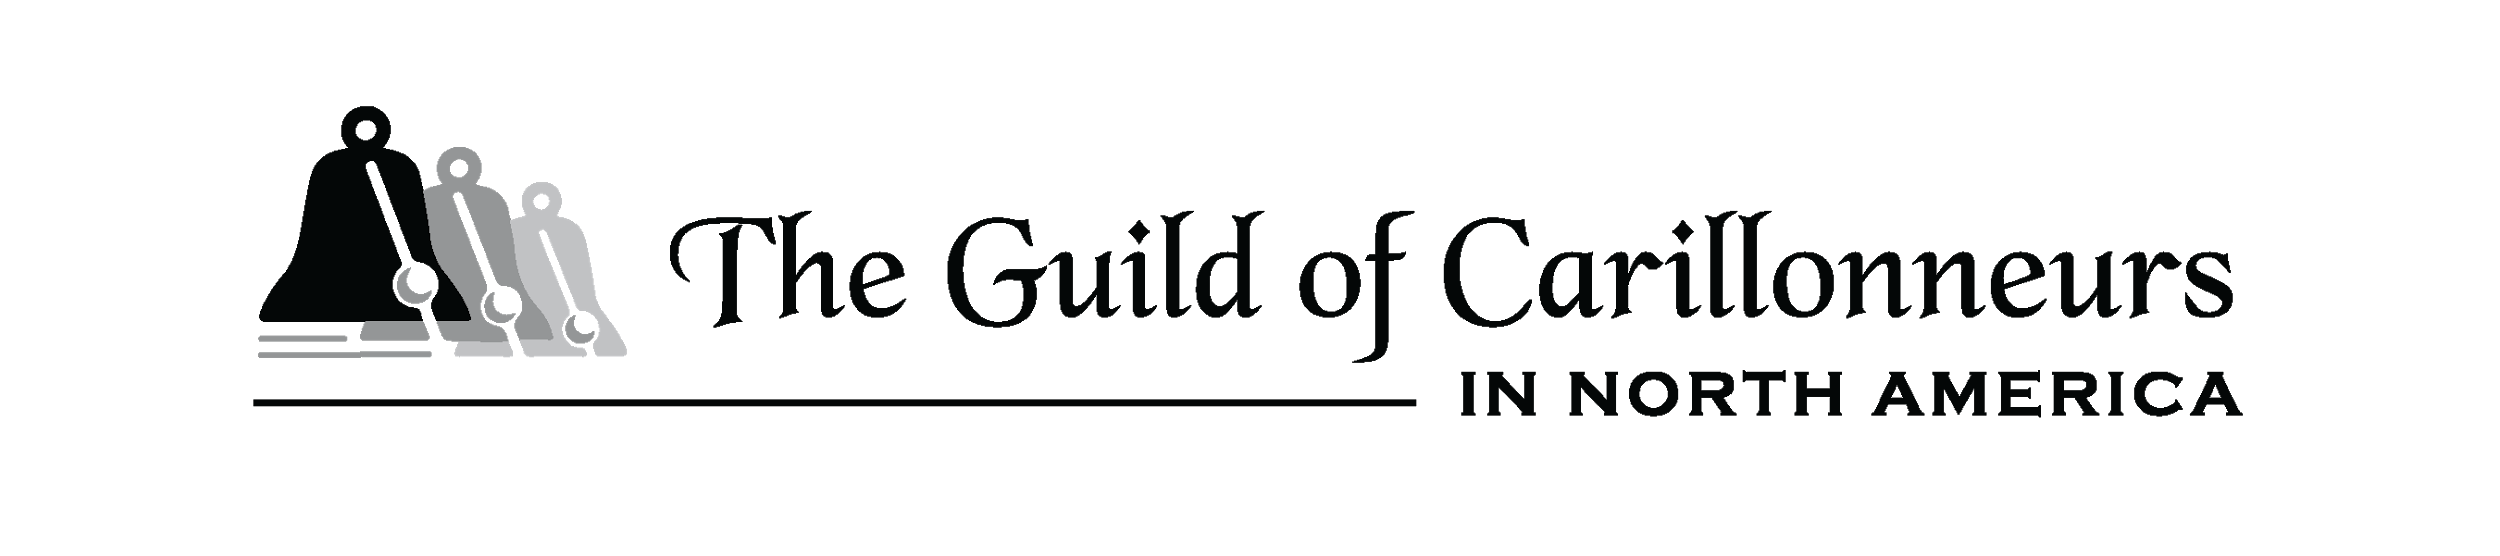 The Guild of Carillonneurs
IN NORTH AMERICA